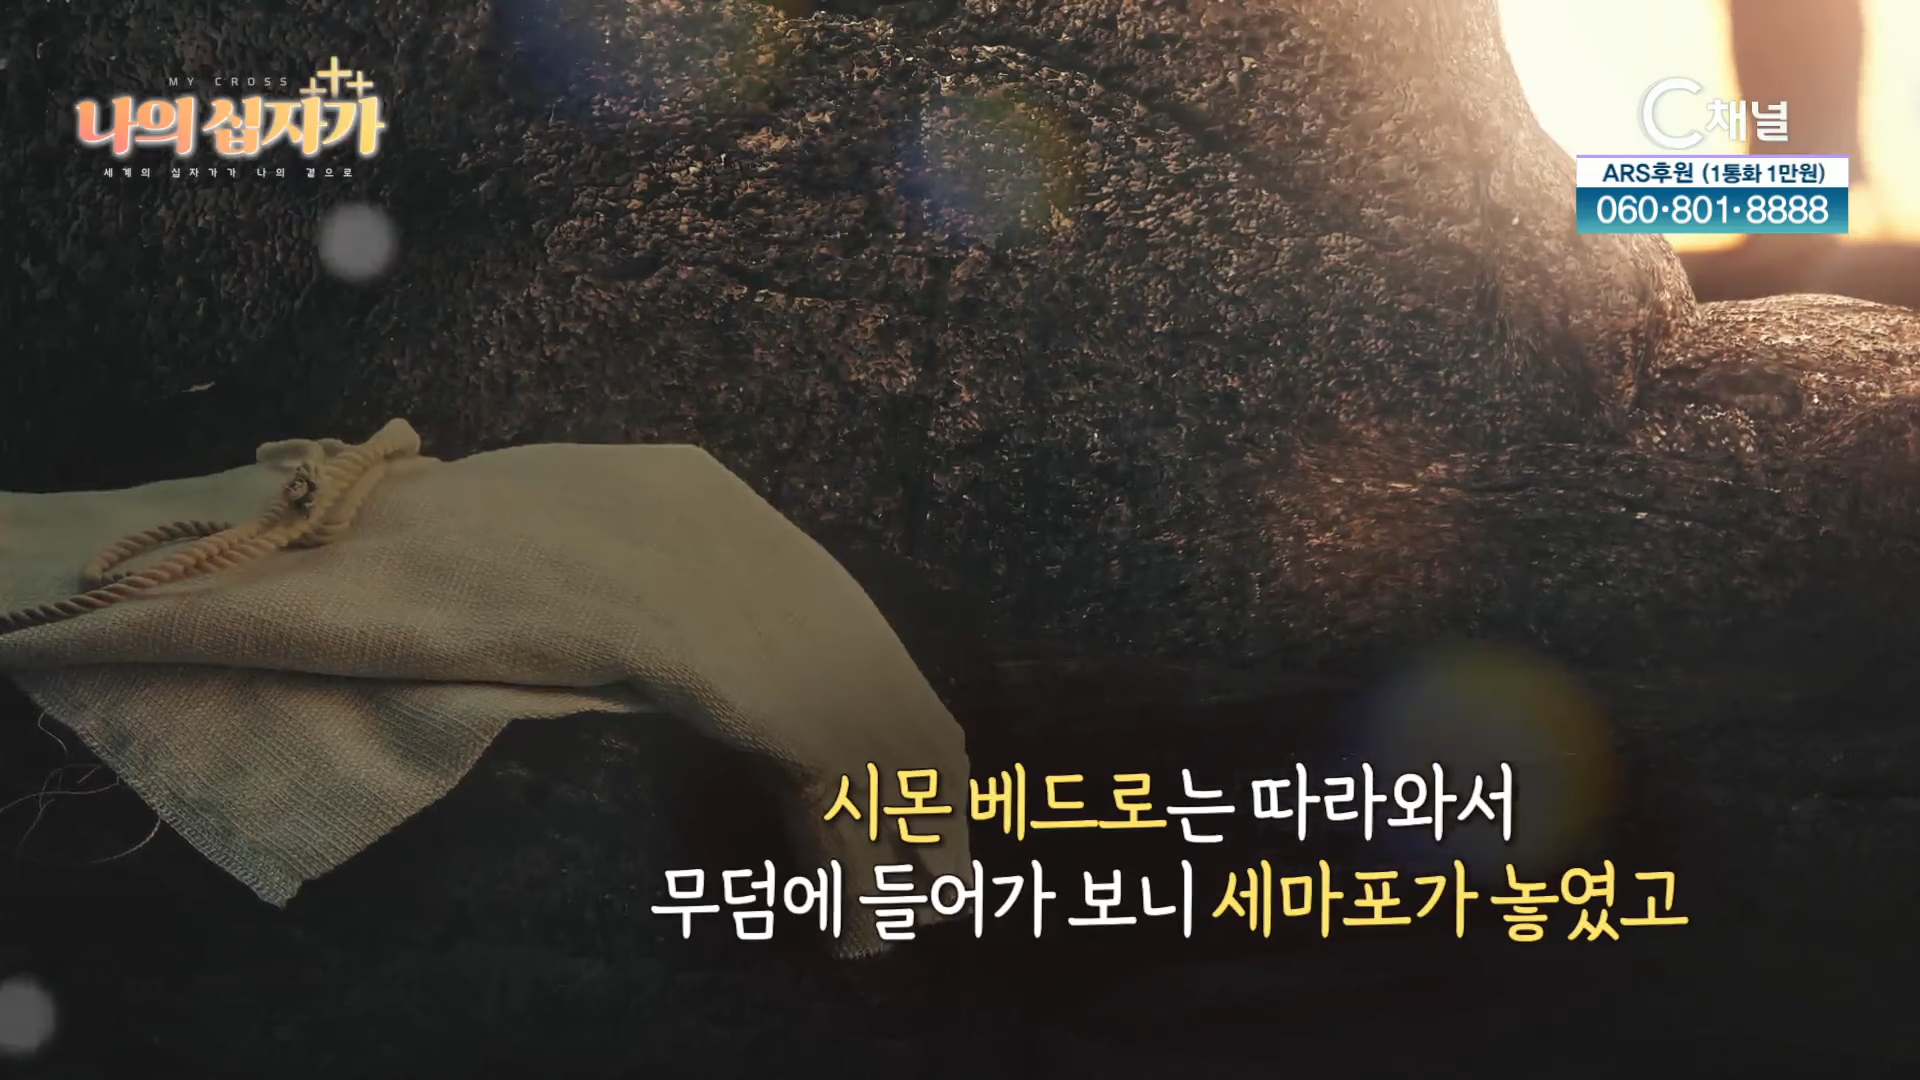 MY CROSS
나의 십자가
세계의 십자가가 나의 곁으로
C채널
ARS후원 (1통화 1만원)
060·801·8888
시몬 베드로는 따라와서
무덤에 들어가 보니 세마포가 놓였고